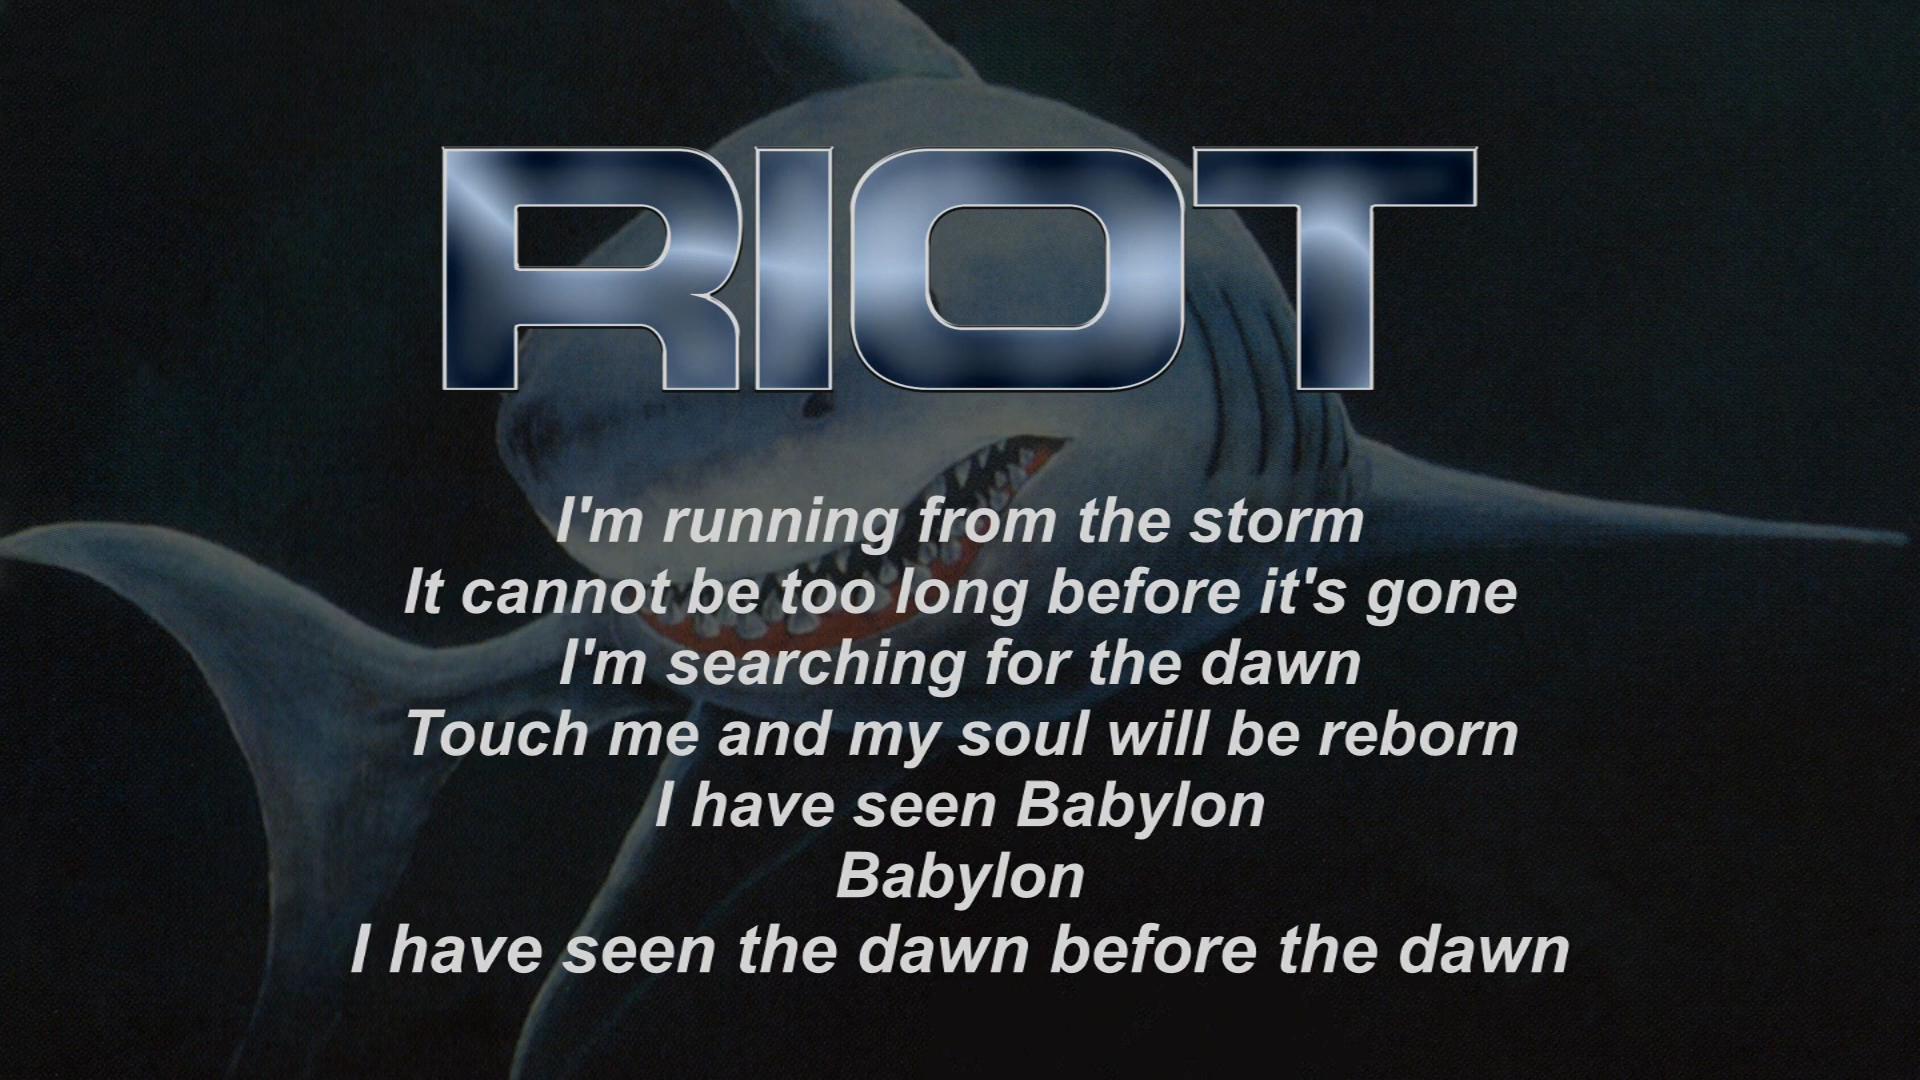 RIOT
I'm running from the storm
It cannot be too long before it's gone
I'm searching for the dawn
Touch me and my soul will be reborn
I have seen Babylon
Babylon
I have seen the dawn before the dawn